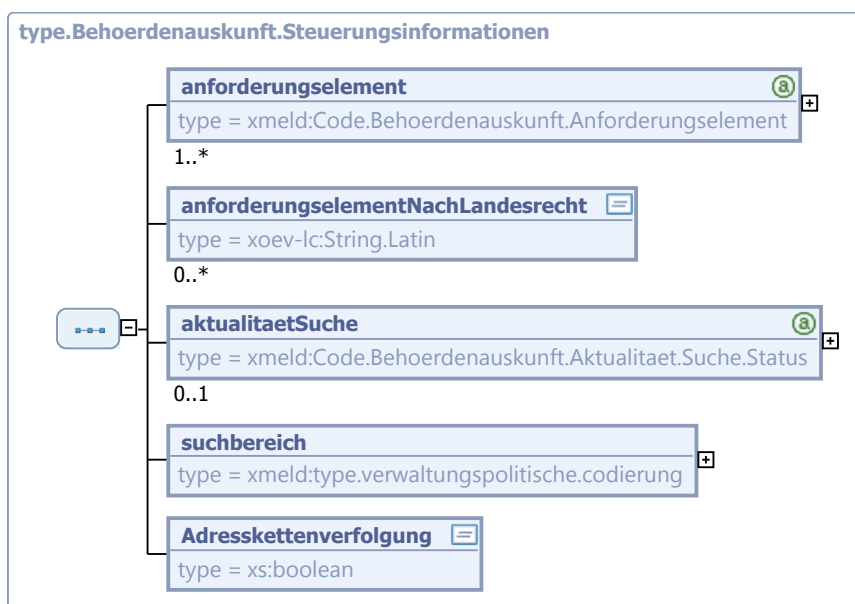 type.Behoerdenauskunft.Steuerungsinformationen
anforderungselement
type = xmeld:Code.Behoerdenauskunft.Anforderungselement
1..*
anforderungselementNachLandesrecht
type = xoev-lc:String.Latin
0..*
aktualitaetSuche
type = xmeld:Code.Behoerdenauskunft.Aktualitaet.Suche.Status
0..1
suchbereich
type = xmeld:type.verwaltungspolitische.codierung
Adresskettenverfolgung
type = xs:boolean